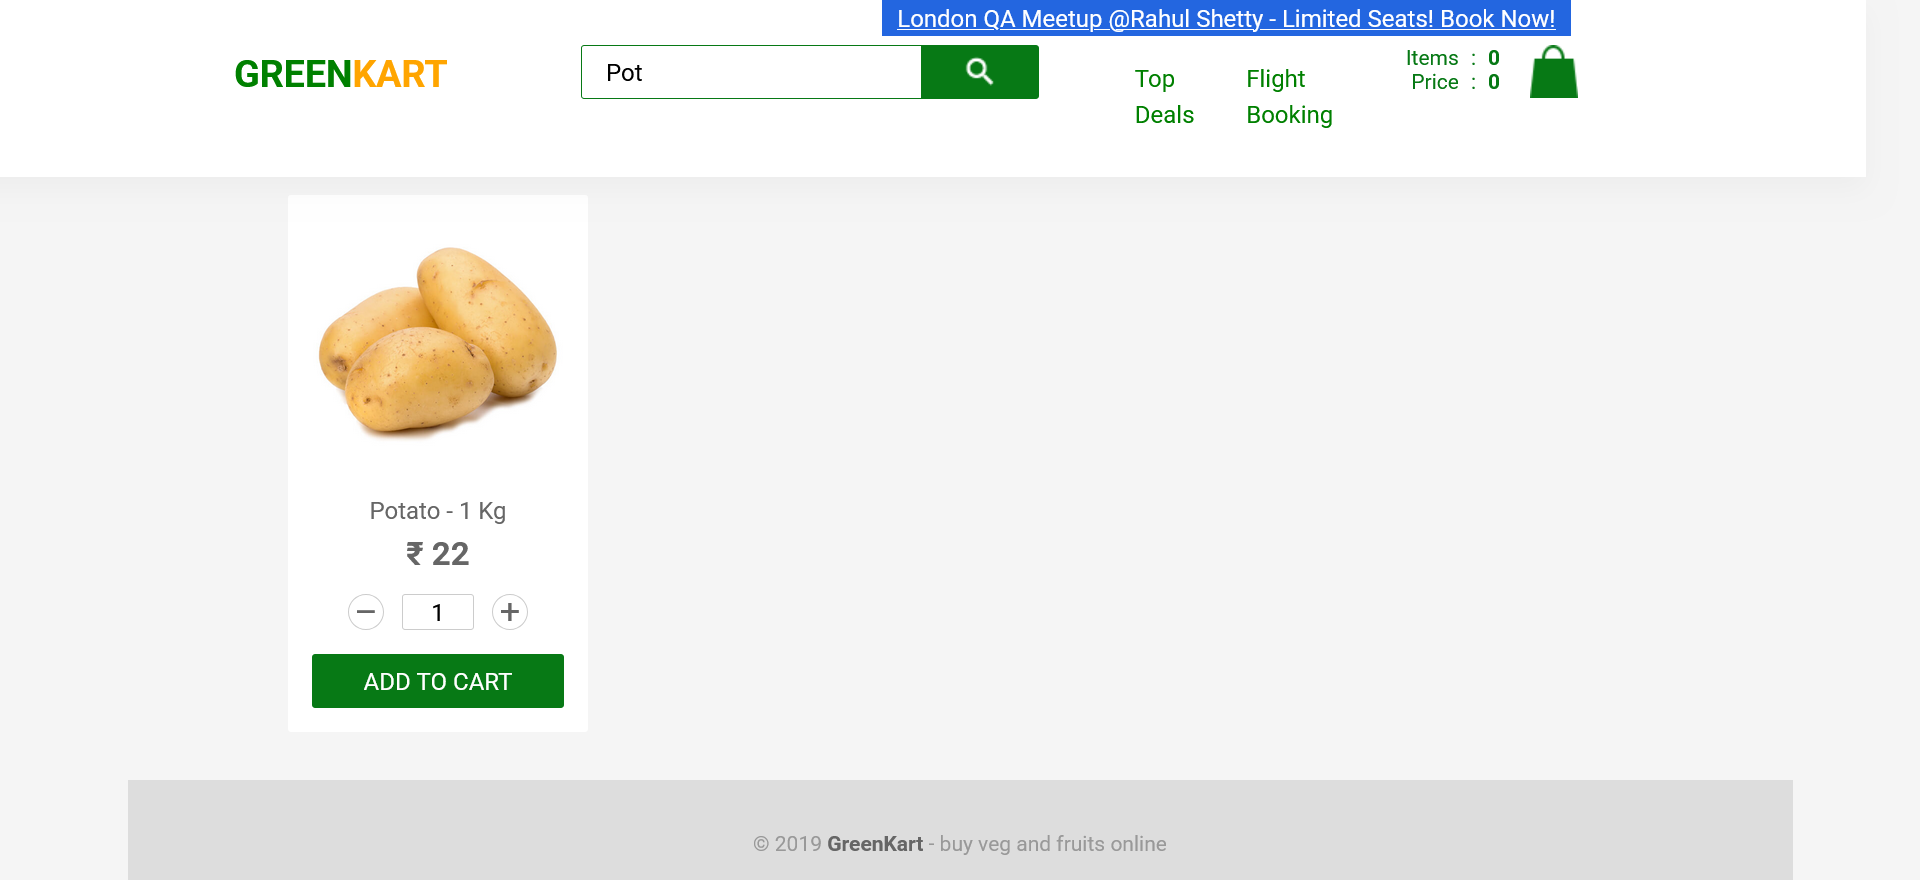 London QA Meetup @Rahul Shetty - Limited Seats! Book Now!
GREENKART
Pot
Top
Deals
Flight
Booking
Items : 0
Price : 0
Potato - 1 Kg
₹ 22
– 1 +
ADD TO CART
© 2019 GreenKart - buy veg and fruits online